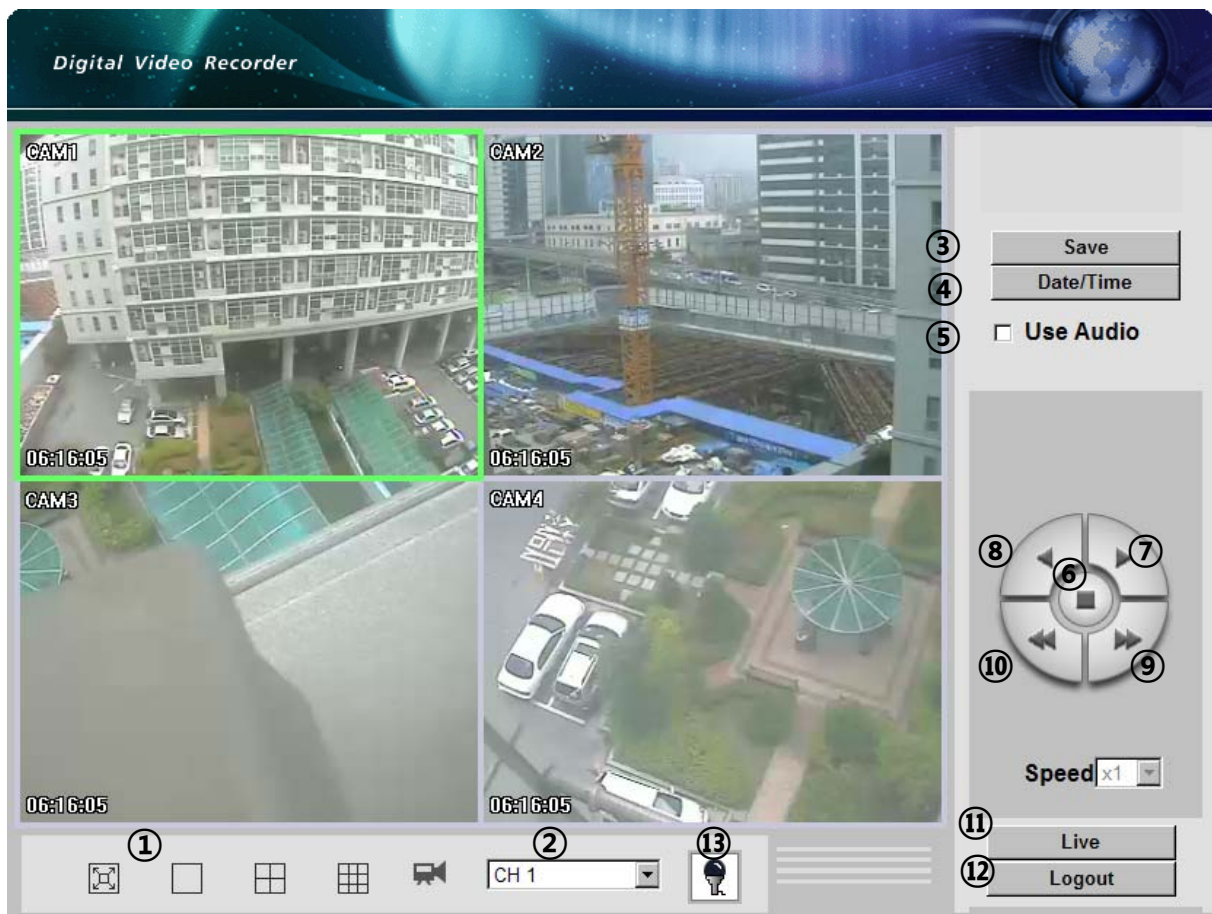 Digital Video Recorder
CAM1
CAM2
③ Save
④ Date/Time
⑤ Use Audio
06:16:05
06:16:05
CAM3
CAM4
⑧
⑦
⑥
⑩
⑨
Speed x1
06:16:05
06:16:05
①
② CH 1
⑬
⑪ Live
⑫ Logout